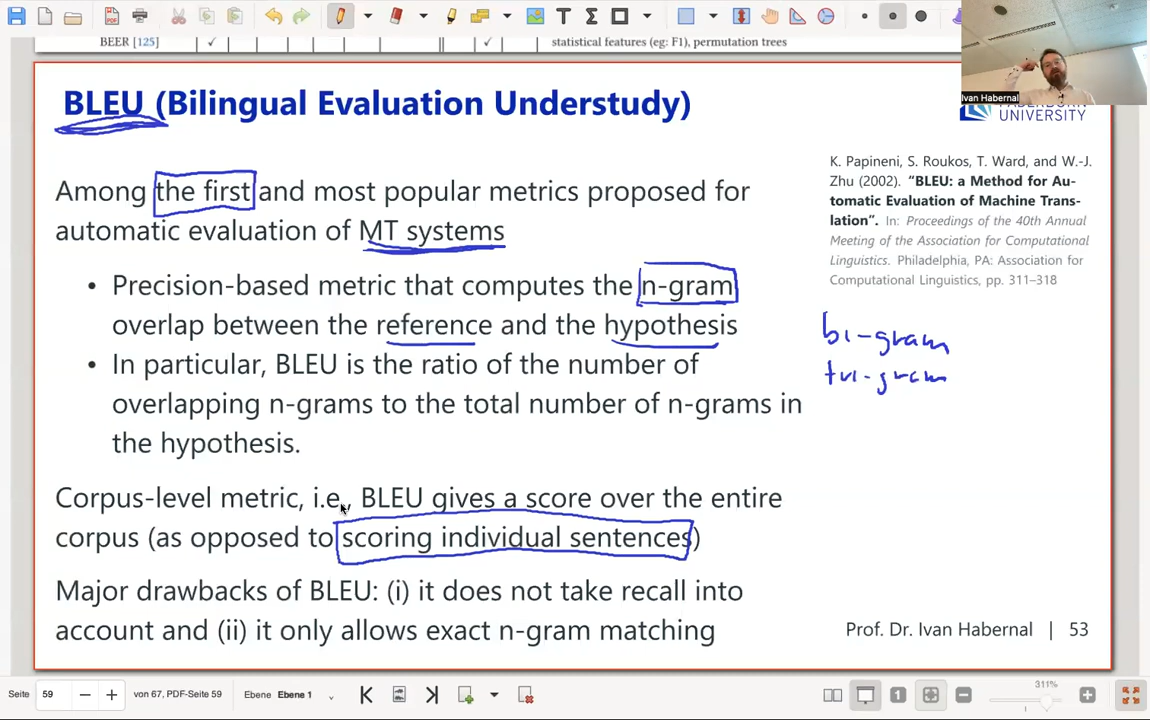 BEER [125] ✓ ✓ statistical features (eg: F1), permutation trees
Ivan Habernal
UNIVERSITY
BLEU (Bilingual Evaluation Understudy)
Among the first and most popular metrics proposed for
automatic evaluation of MT systems
• Precision-based metric that computes the n-gram
overlap between the reference and the hypothesis
• In particular, BLEU is the ratio of the number of
overlapping n-grams to the total number of n-grams in
the hypothesis.
Corpus-level metric, i.e., BLEU gives a score over the entire
corpus (as opposed to scoring individual sentences)
Major drawbacks of BLEU: (i) it does not take recall into
account and (ii) it only allows exact n-gram matching
K. Papineni, S. Roukos, T. Ward, and W.-J.
Zhu (2002). “BLEU: a Method for Au-
tomatic Evaluation of Machine Trans-
lation”. In: Proceedings of the 40th Annual
Meeting of the Association for Computational
Linguistics. Philadelphia, PA: Association for
Computational Linguistics, pp. 311–318
bi-gram
tri-gram
Prof. Dr. Ivan Habernal | 53
Seite 59 von 67, PDF-Seite 59 Ebene Ebene 1 1 311%